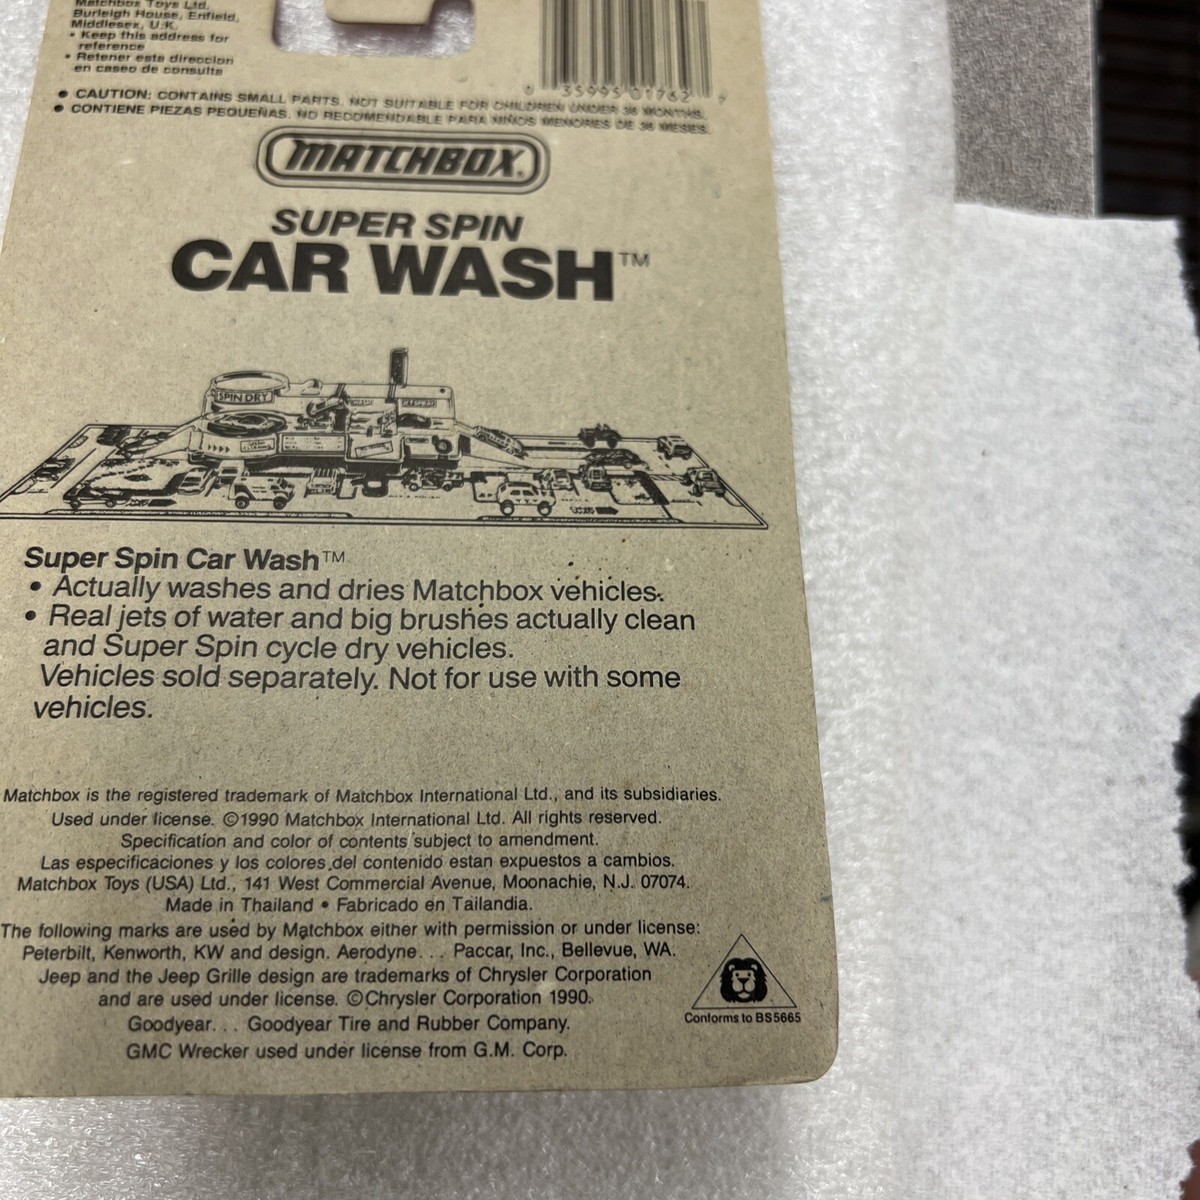 Matchbox Toys Ltd.
Burleigh House, Enfield,
Middlesex, U.K.
• Keep this address for
reference
• Retener esta direccion
en caseo de consulta
0 35995 01762 7
• CAUTION: CONTAINS SMALL PARTS. NOT SUITABLE FOR CHILDREN UNDER 36 MONTHS.
• CONTIENE PIEZAS PEQUEÑAS. NO RECOMENDABLE PARA NIÑOS MENORES DE 36 MESES.
MATCHBOX.
SUPER SPIN
CAR WASH™
SPIN DRY
Super Spin Car Wash™
• Actually washes and dries Matchbox vehicles.
• Real jets of water and big brushes actually clean
and Super Spin cycle dry vehicles.
Vehicles sold separately. Not for use with some
vehicles.
Matchbox is the registered trademark of Matchbox International Ltd., and its subsidiaries.
Used under license. ©1990 Matchbox International Ltd. All rights reserved.
Specification and color of contents subject to amendment.
Las especificaciones y los colores del contenido estan expuestos a cambios.
Matchbox Toys (USA) Ltd., 141 West Commercial Avenue, Moonachie, N.J. 07074.
Made in Thailand • Fabricado en Tailandia.
The following marks are used by Matchbox either with permission or under license:
Peterbilt, Kenworth, KW and design. Aerodyne... Paccar, Inc., Bellevue, WA.
Jeep and the Jeep Grille design are trademarks of Chrysler Corporation
and are used under license. ©Chrysler Corporation 1990.
Goodyear... Goodyear Tire and Rubber Company.
GMC Wrecker used under license from G.M. Corp.
Conforms to BS5665